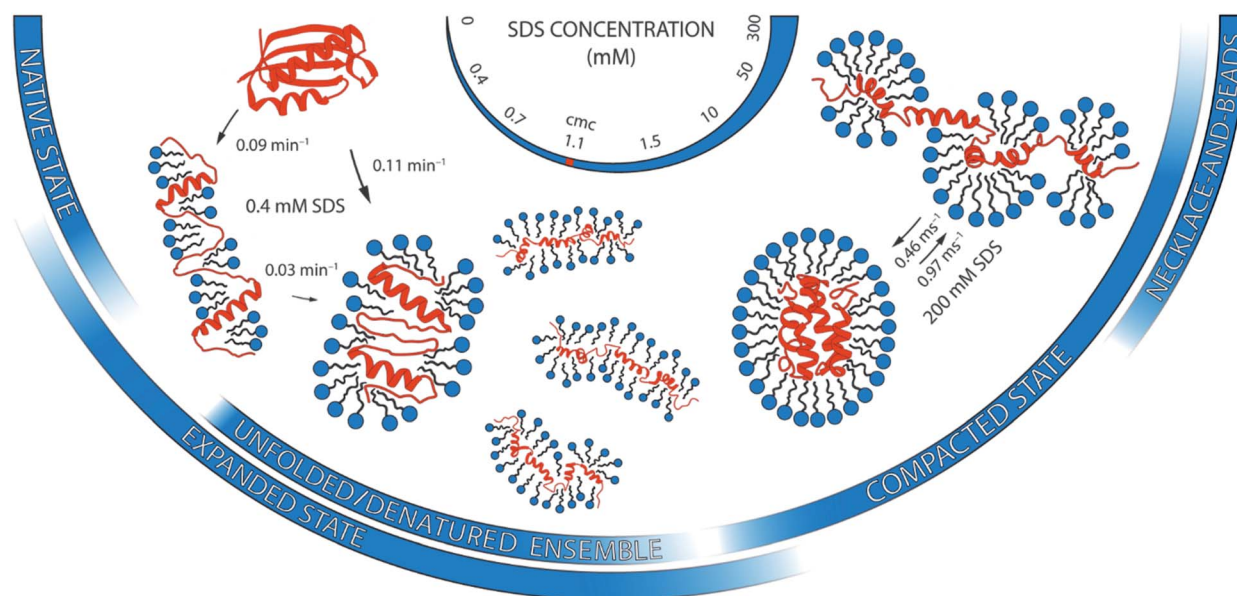 SDS CONCENTRATION
(mM)
0
0.4
0.7
cmc
1.1
1.5
10
50
300
NATIVE STATE
0.09 min⁻¹
0.11 min⁻¹
0.4 mM SDS
0.03 min⁻¹
0.46 ms⁻¹
0.97 ms⁻¹
200 mM SDS
UNFOLDED/DENATURED ENSEMBLE
EXPANDED STATE
COMPACTED STATE
NECKLACE-AND-BEADS